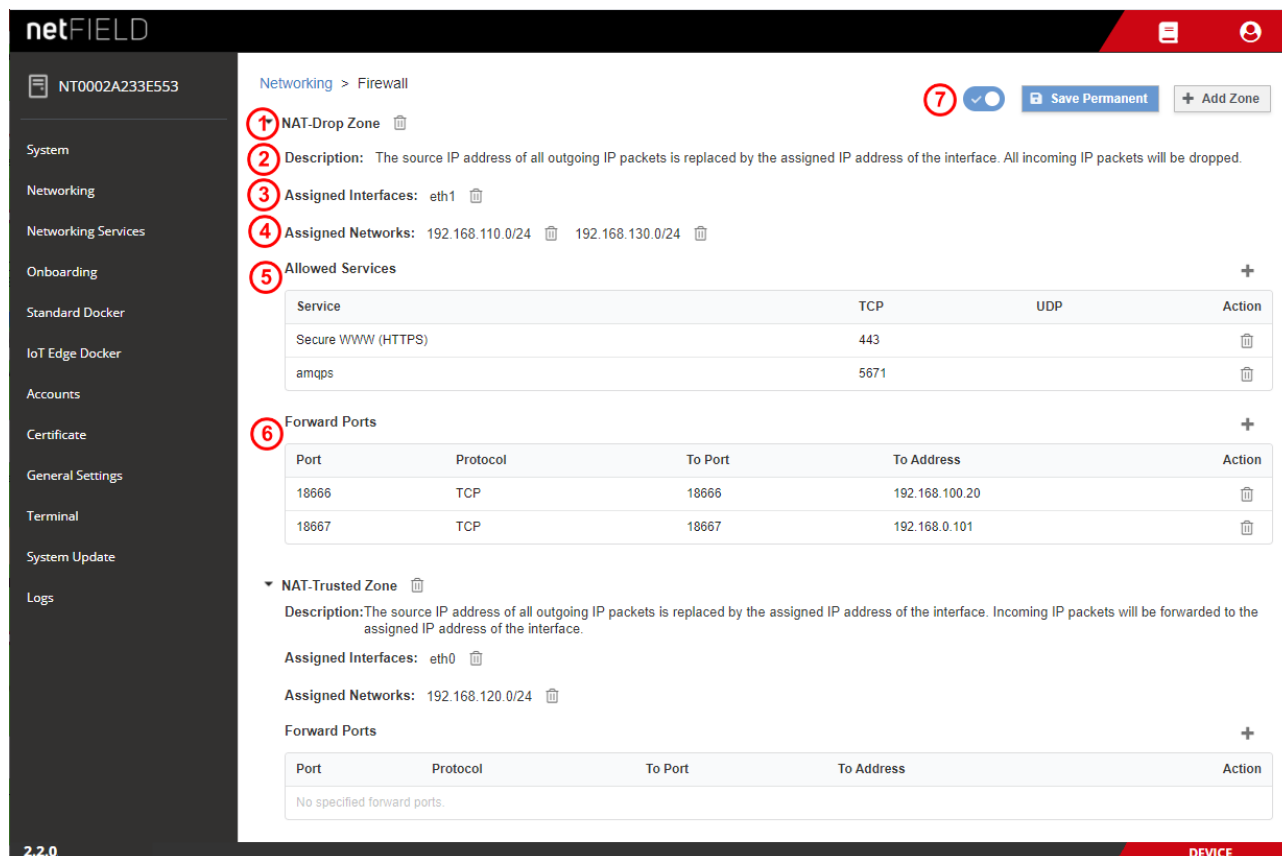 netFIELD
NT0002A233E553
System
Networking
Networking Services
Onboarding
Standard Docker
IoT Edge Docker
Accounts
Certificate
General Settings
Terminal
System Update
Logs
2.2.0
Networking > Firewall
7 Save Permanent + Add Zone
1 NAT-Drop Zone
2 Description: The source IP address of all outgoing IP packets is replaced by the assigned IP address of the interface. All incoming IP packets will be dropped.
3 Assigned Interfaces: eth1
4 Assigned Networks: 192.168.110.0/24 192.168.130.0/24
5 Allowed Services +
Service TCP UDP Action
Secure WWW (HTTPS) 443
amqps 5671
6 Forward Ports +
Port Protocol To Port To Address Action
18666 TCP 18666 192.168.100.20
18667 TCP 18667 192.168.0.101
NAT-Trusted Zone
Description:The source IP address of all outgoing IP packets is replaced by the assigned IP address of the interface. Incoming IP packets will be forwarded to the
assigned IP address of the interface.
Assigned Interfaces: eth0
Assigned Networks: 192.168.120.0/24
Forward Ports +
Port Protocol To Port To Address Action
No specified forward ports.
DEVICE